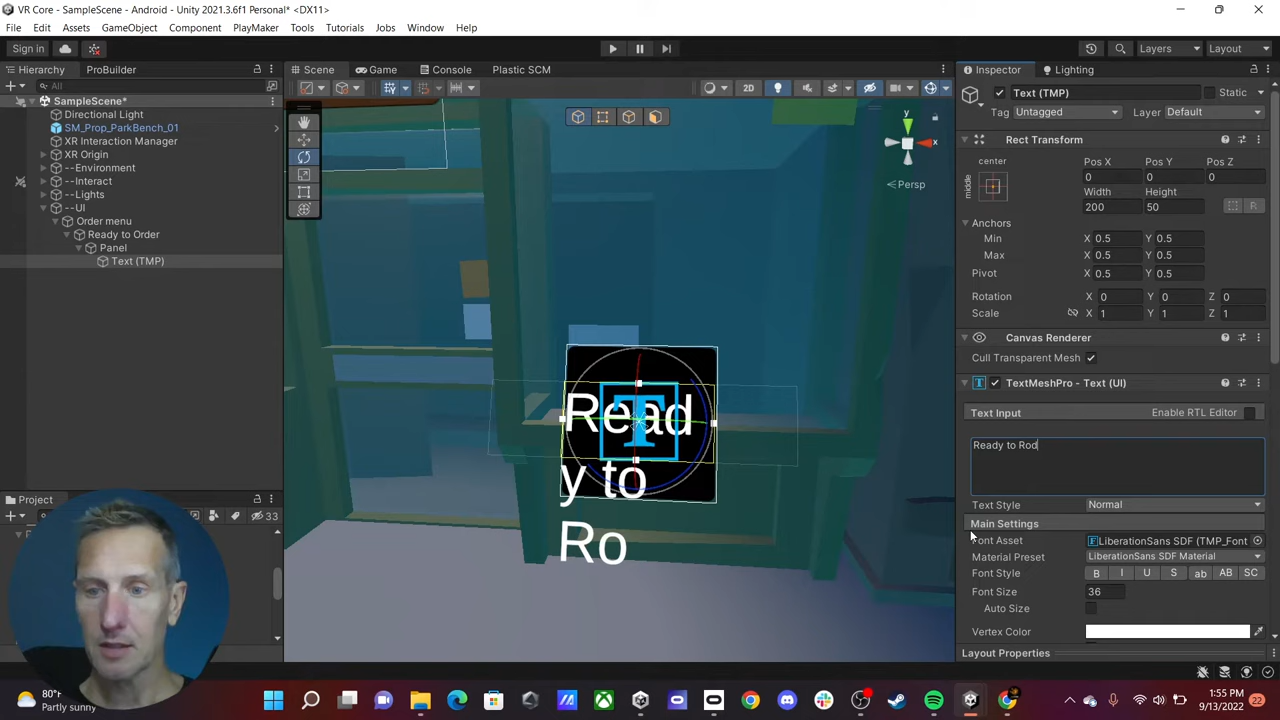 VR Core - SampleScene - Android - Unity 2021.3.6f1 Personal* <DX11>
File Edit Assets GameObject Component PlayMaker Tools Tutorials Jobs Window Help
Sign in Layers Layout
Hierarchy ProBuilder Scene Game Console Plastic SCM Inspector Lighting
All 2D
SampleScene*
Directional Light
SM_Prop_ParkBench_01
XR Interaction Manager
XR Origin
--Environment
--Interact
--Lights
--UI
Order menu
Ready to Order
Panel
Text (TMP)
y
x
Persp
T
Read
y to
Ro
Text (TMP) Static
Tag Untagged Layer Default
Rect Transform
center Pos X Pos Y Pos Z
middle 0 0 0
Width Height
200 50 R
Anchors
Min X 0.5 Y 0.5
Max X 0.5 Y 0.5
Pivot X 0.5 Y 0.5
Rotation X 0 Y 0 Z 0
Scale X 1 Y 1 Z 1
Canvas Renderer
Cull Transparent Mesh
T TextMeshPro - Text (UI)
Text Input Enable RTL Editor
Ready to Rod
Text Style Normal
Main Settings
Font Asset F LiberationSans SDF (TMP_Font
Material Preset LiberationSans SDF Material
Font Style B I U S ab AB SC
Font Size 36
Auto Size
Vertex Color
Layout Properties
Project
33
80°F
Partly sunny
1:55 PM
9/13/2022
22